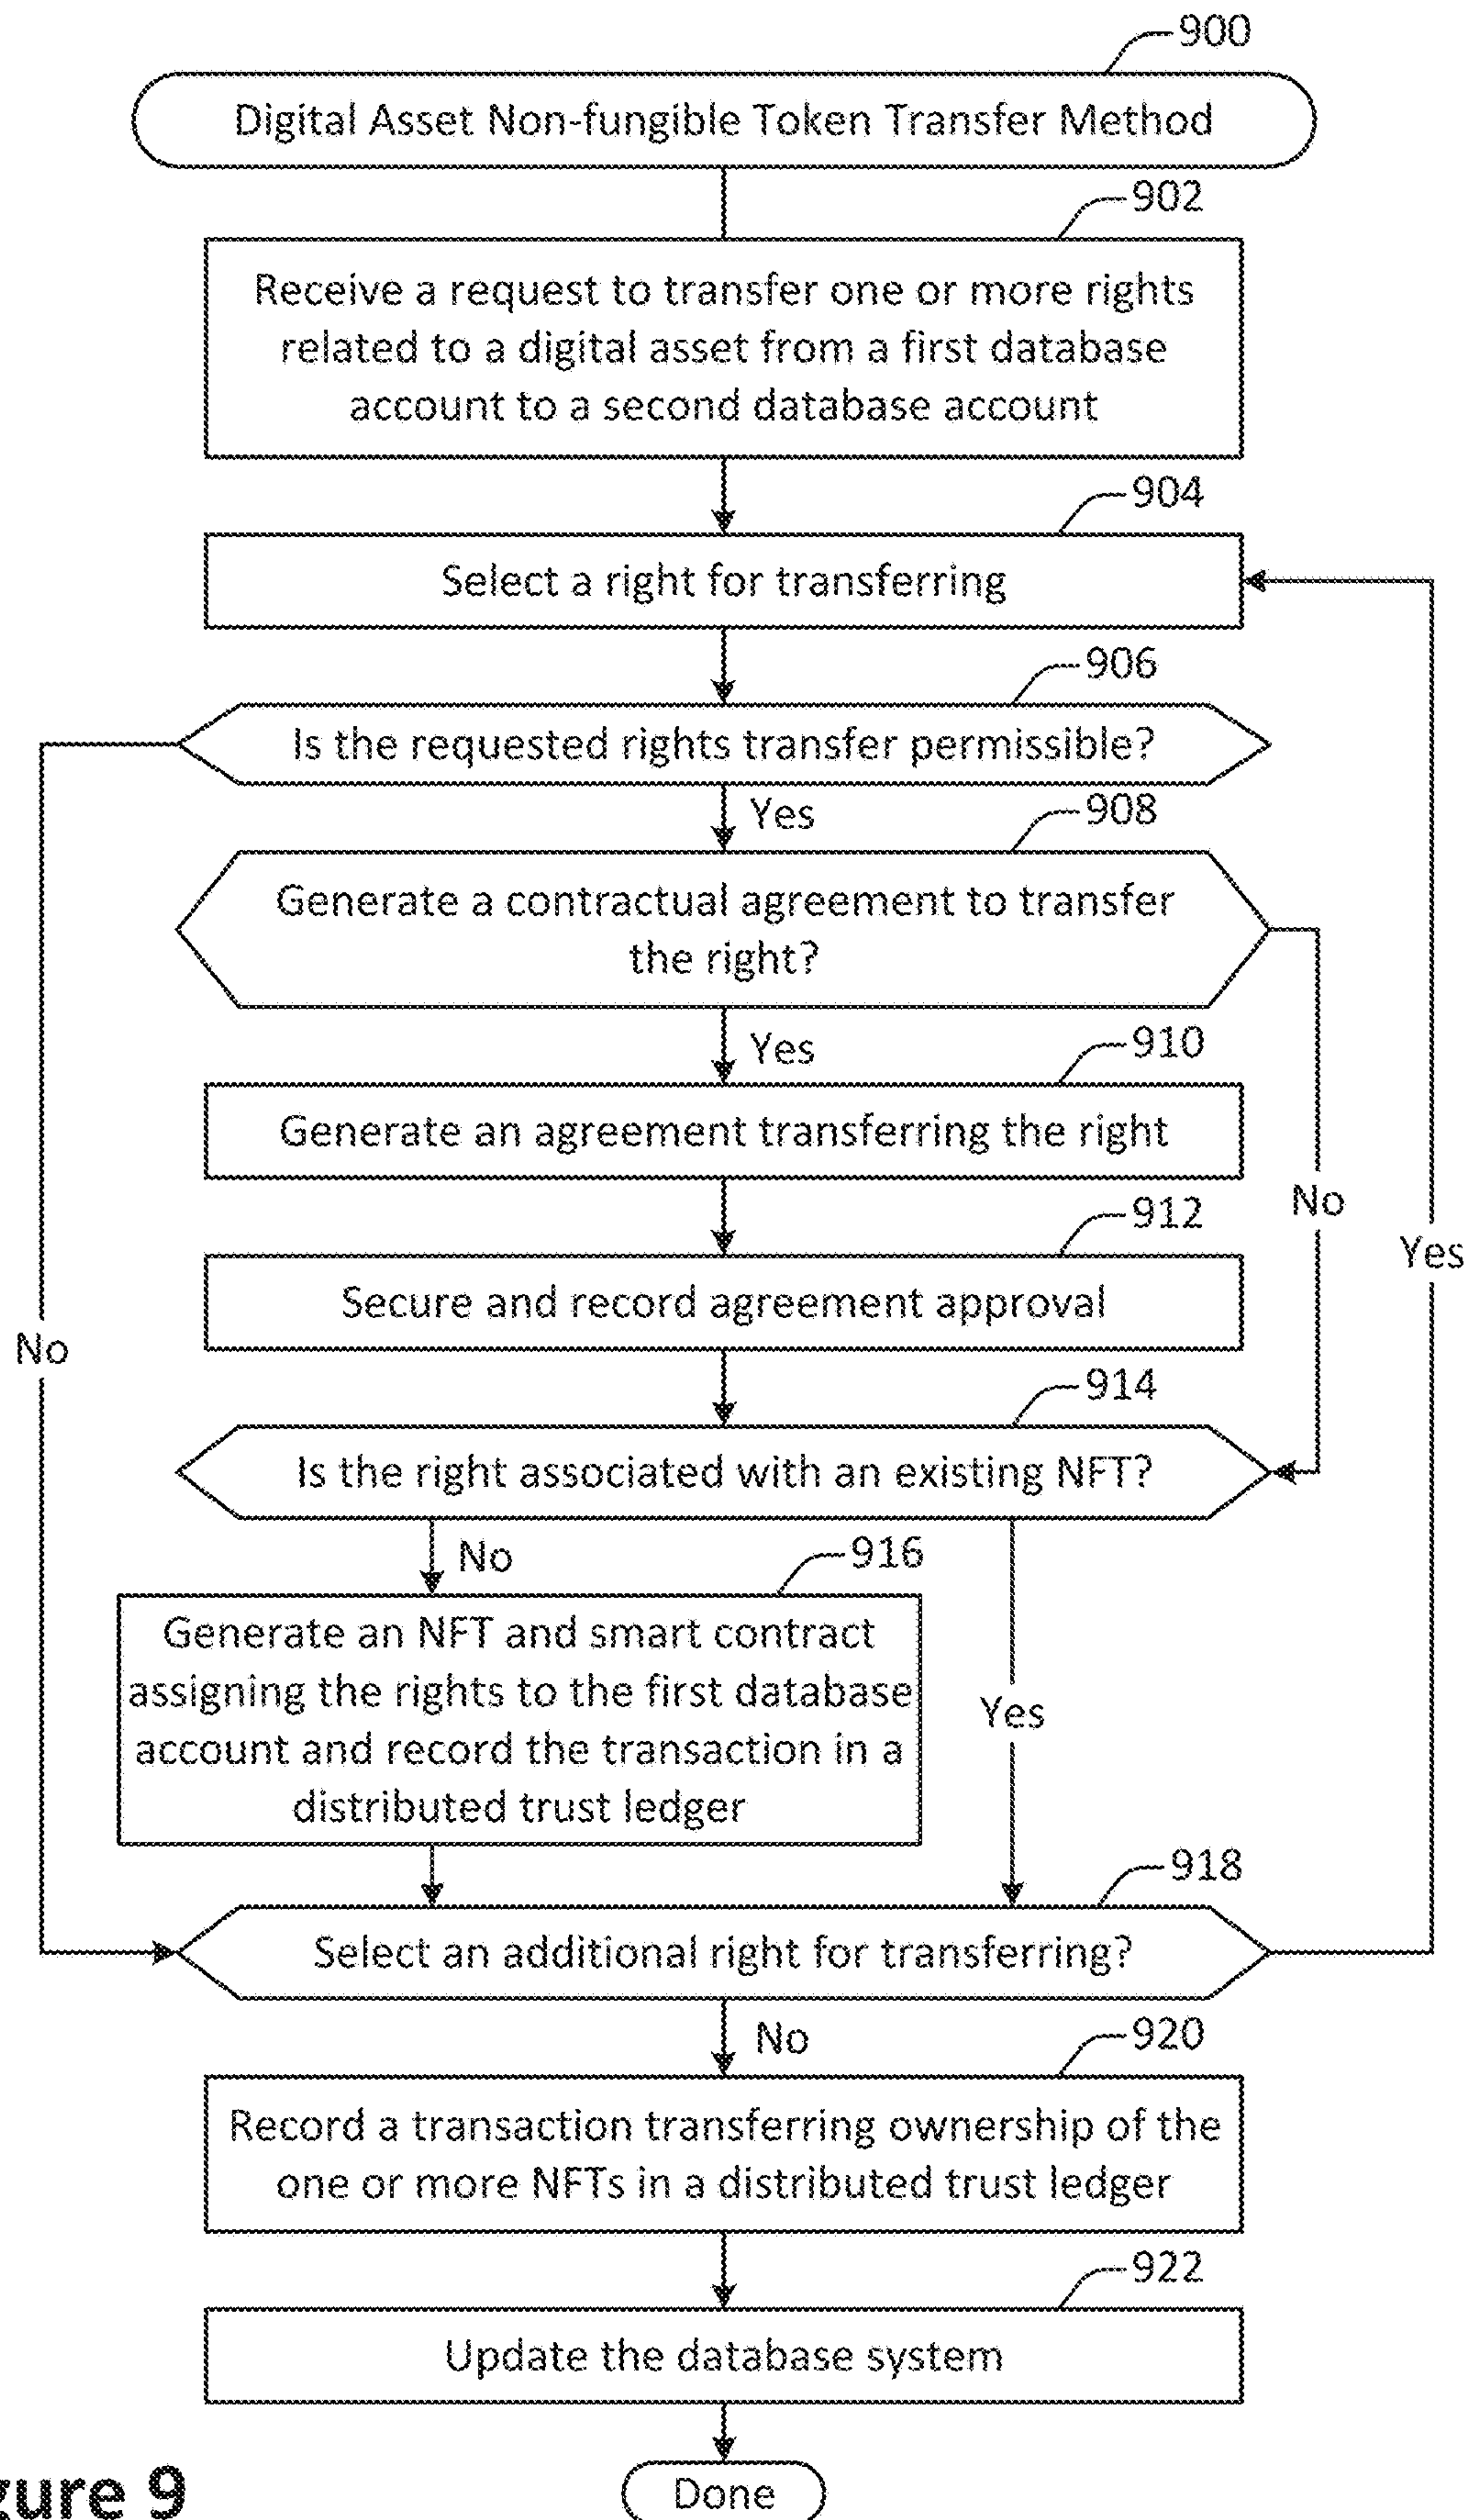 900
Digital Asset Non-fungible Token Transfer Method
902
Receive a request to transfer one or more rights
related to a digital asset from a first database
account to a second database account
904
Select a right for transferring
906
Is the requested rights transfer permissible?
Yes
908
Generate a contractual agreement to transfer
the right?
Yes
910
Generate an agreement transferring the right
No
912
Yes
Secure and record agreement approval
No
914
Is the right associated with an existing NFT?
No
916
Generate an NFT and smart contract
assigning the rights to the first database
account and record the transaction in a
distributed trust ledger
Yes
918
Select an additional right for transferring?
No
920
Record a transaction transferring ownership of the
one or more NFTs in a distributed trust ledger
922
Update the database system
Done
gure 9